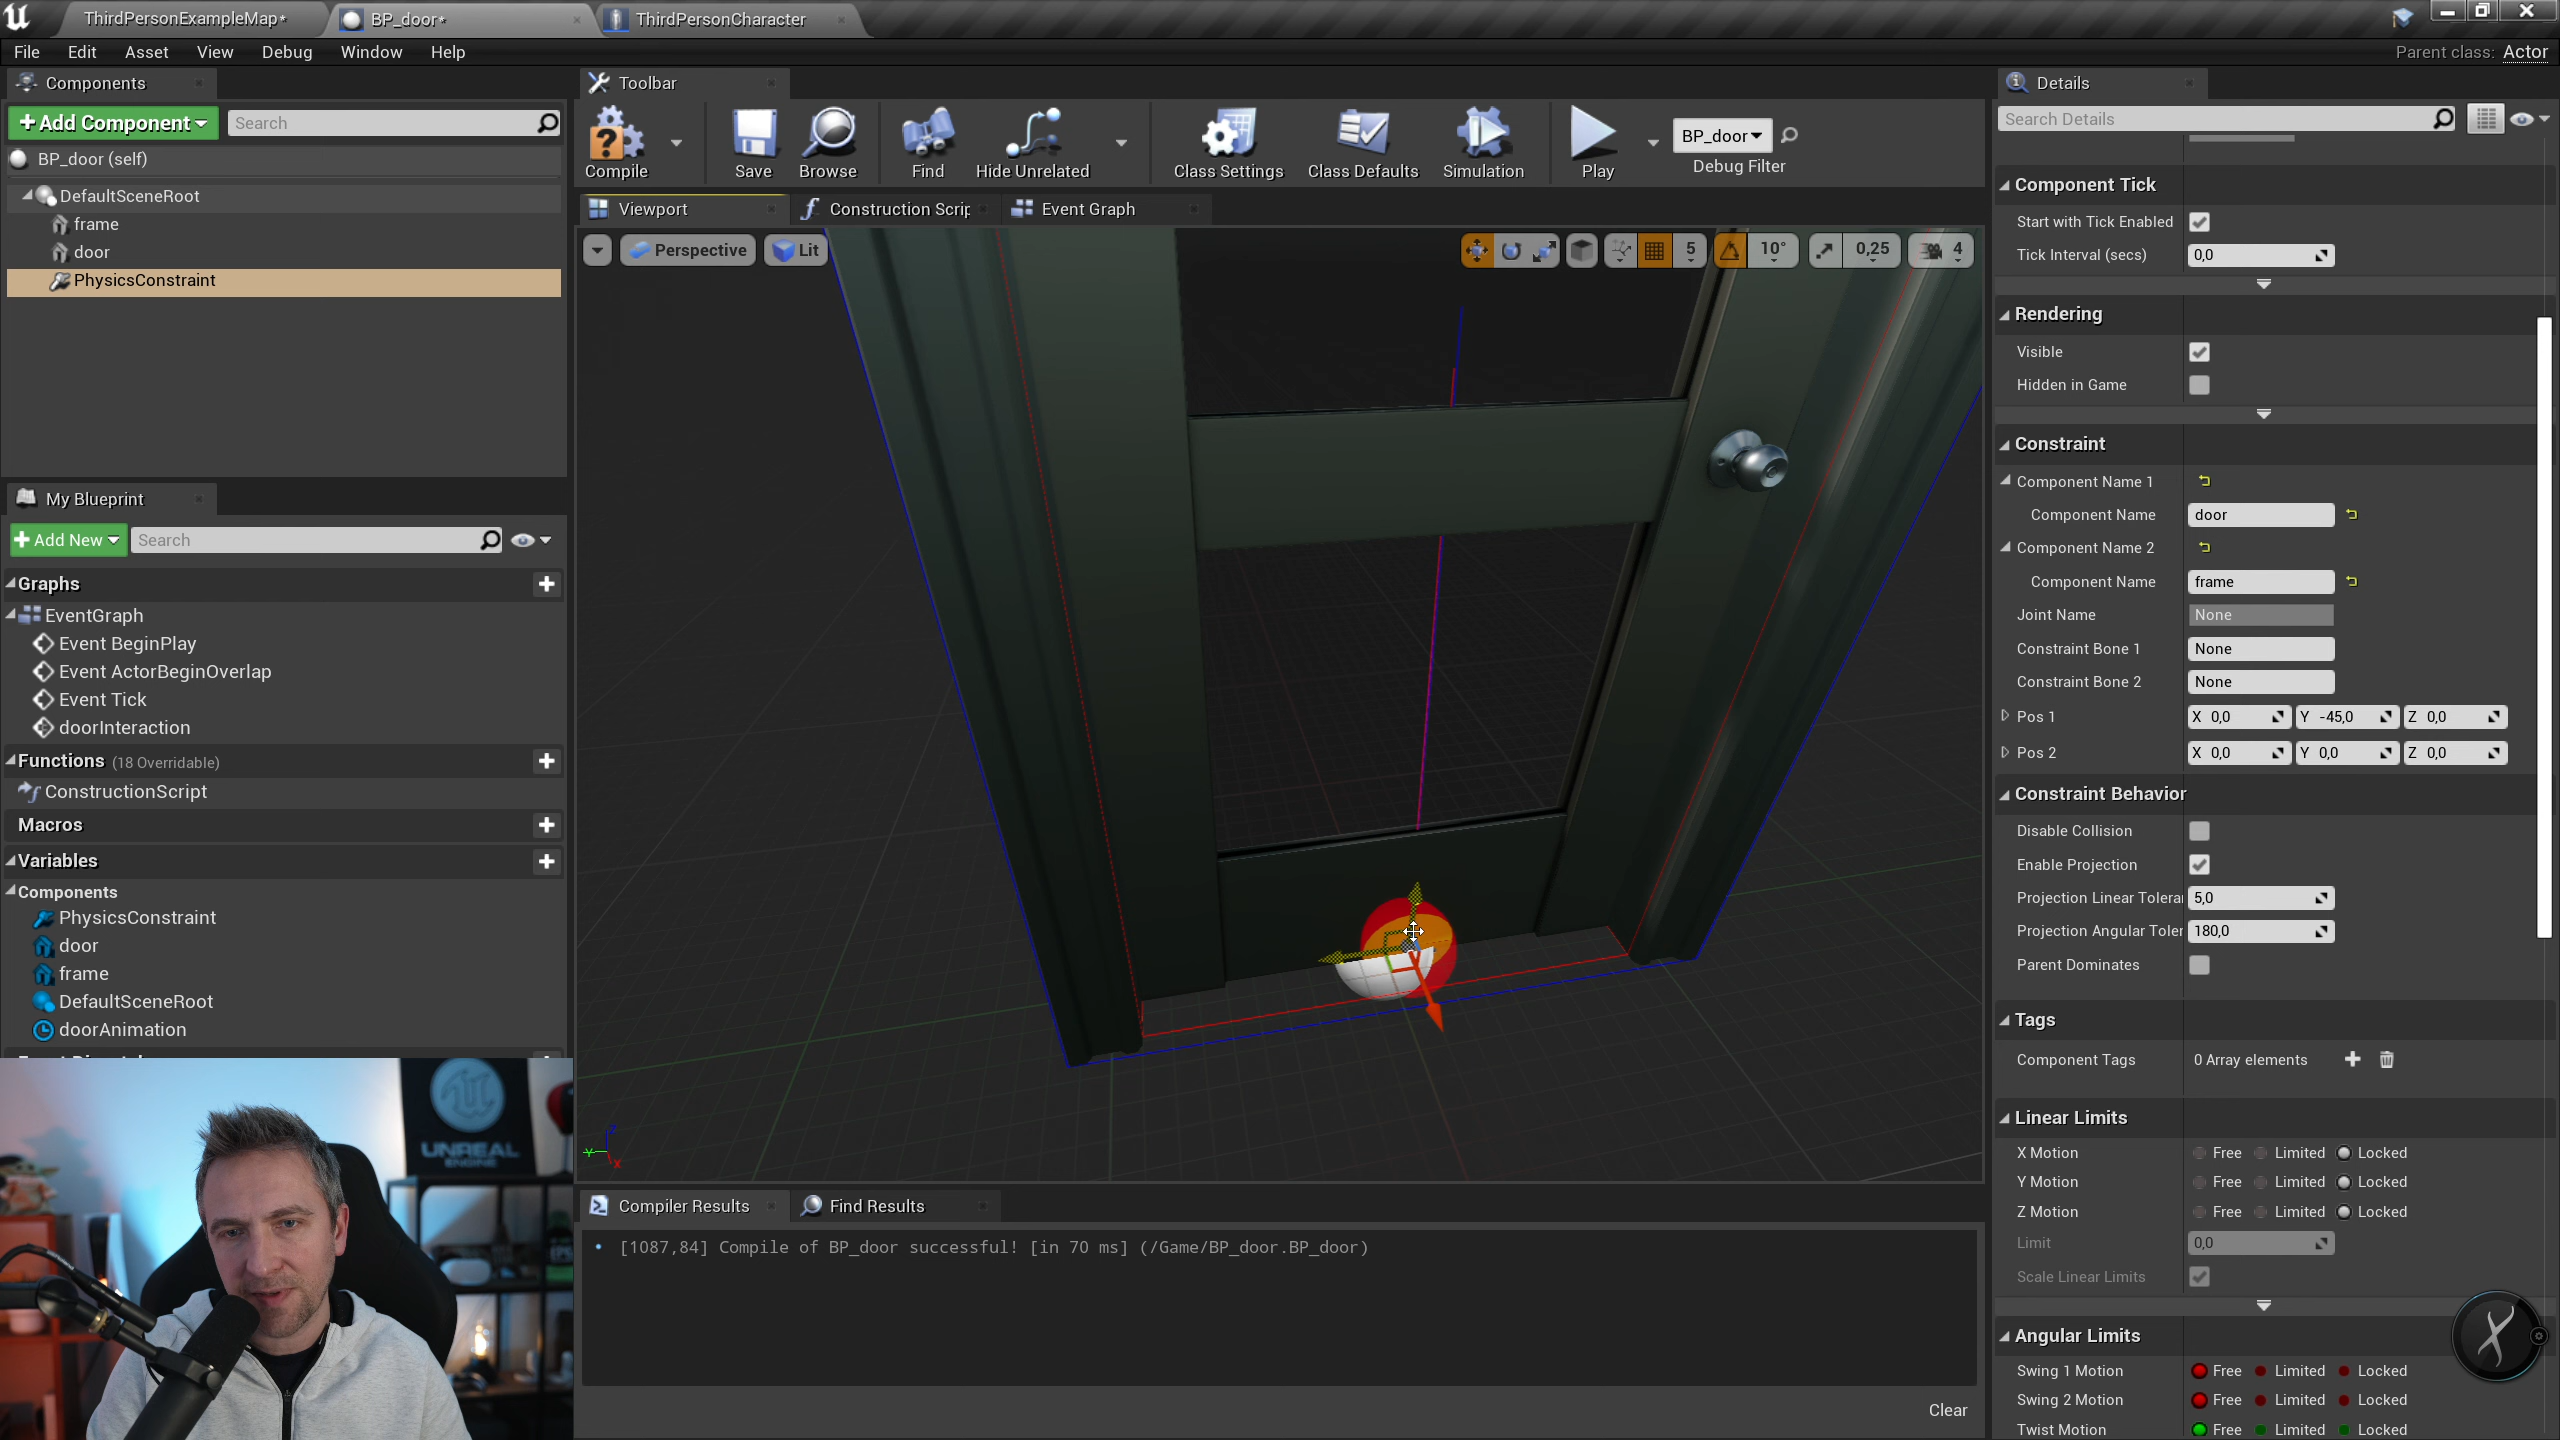 ThirdPersonExampleMap*
BP_door*
ThirdPersonCharacter
File Edit Asset View Debug Window Help
Parent class: Actor
Components
Toolbar
Details
+Add Component
Search
Search Details
BP_door (self)
DefaultSceneRoot
frame
door
PhysicsConstraint
Compile
Save
Browse
Find
Hide Unrelated
Class Settings
Class Defaults
Simulation
Play
BP_door
Debug Filter
Viewport
Construction Scrip
Event Graph
Perspective
Lit
5
10°
0,25
4
My Blueprint
+ Add New
Search
Graphs
EventGraph
Event BeginPlay
Event ActorBeginOverlap
Event Tick
doorInteraction
Functions (18 Overridable)
ConstructionScript
Macros
Variables
Components
PhysicsConstraint
door
frame
DefaultSceneRoot
doorAnimation
UNREAL
ENGINE
Compiler Results
Find Results
• [1087,84] Compile of BP_door successful! [in 70 ms] (/Game/BP_door.BP_door)
Clear
Component Tick
Start with Tick Enabled
Tick Interval (secs) 0,0
Rendering
Visible
Hidden in Game
Constraint
Component Name 1
Component Name door
Component Name 2
Component Name frame
Joint Name None
Constraint Bone 1 None
Constraint Bone 2 None
Pos 1 X 0,0 Y -45,0 Z 0,0
Pos 2 X 0,0 Y 0,0 Z 0,0
Constraint Behavior
Disable Collision
Enable Projection
Projection Linear Tolerar 5,0
Projection Angular Toler 180,0
Parent Dominates
Tags
Component Tags 0 Array elements
Linear Limits
X Motion Free Limited Locked
Y Motion Free Limited Locked
Z Motion Free Limited Locked
Limit 0,0
Scale Linear Limits
Angular Limits
Swing 1 Motion Free Limited Locked
Swing 2 Motion Free Limited Locked
Twist Motion Free Limited Locked